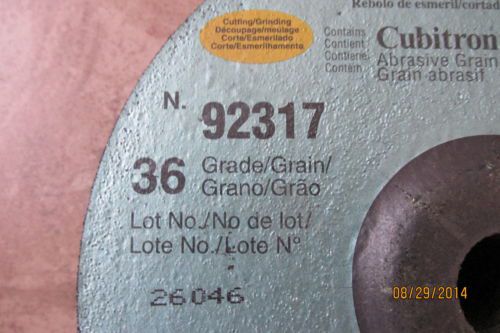 Rebolo de esmeril/cortad
Cutting/Grinding
Découpage/meulage
Corte/Esmerilado
Corte/Esmerilhamento
Contains
Contient
Contiene
Contém
Cubitron
Abrasive Grain
Grain abrasif
N. 92317
36 Grade/Grain/
Grano/Grão
Lot No./No de lot/
Lote No./Lote N°
26046
08/29/2014